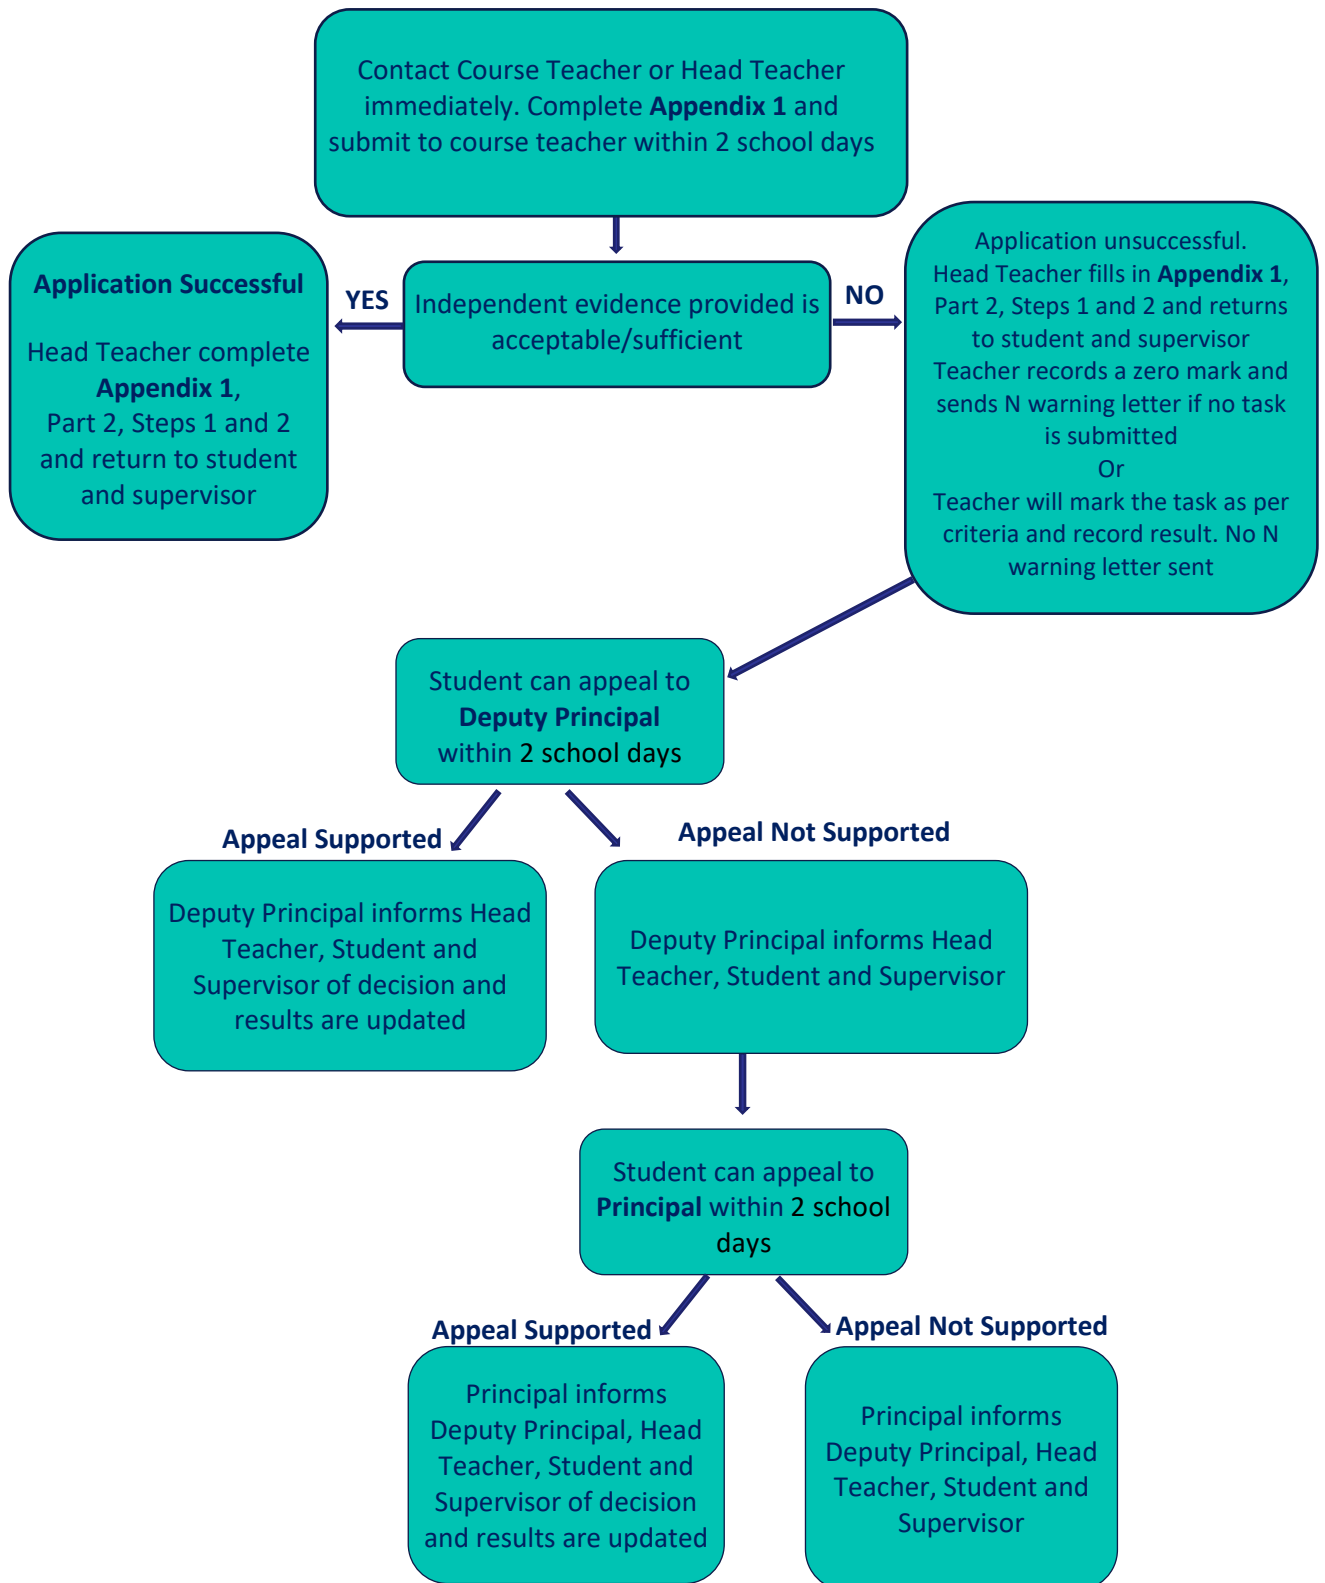 Contact Course Teacher or Head Teacher
immediately. Complete Appendix 1 and
submit to course teacher within 2 school days
Application Successful
Head Teacher complete
Appendix 1,
Part 2, Steps 1 and 2
and return to student
and supervisor
YES
Independent evidence provided is
acceptable/sufficient
NO
Application unsuccessful.
Head Teacher fills in Appendix 1,
Part 2, Steps 1 and 2 and returns
to student and supervisor
Teacher records a zero mark and
sends N warning letter if no task
is submitted
Or
Teacher will mark the task as per
criteria and record result. No N
warning letter sent
Student can appeal to
Deputy Principal
within 2 school days
Appeal Supported
Appeal Not Supported
Deputy Principal informs Head
Teacher, Student and
Supervisor of decision and
results are updated
Deputy Principal informs Head
Teacher, Student and Supervisor
Student can appeal to
Principal within 2 school
days
Appeal Supported
Appeal Not Supported
Principal informs
Deputy Principal, Head
Teacher, Student and
Supervisor of decision
and results are updated
Principal informs
Deputy Principal, Head
Teacher, Student and
Supervisor